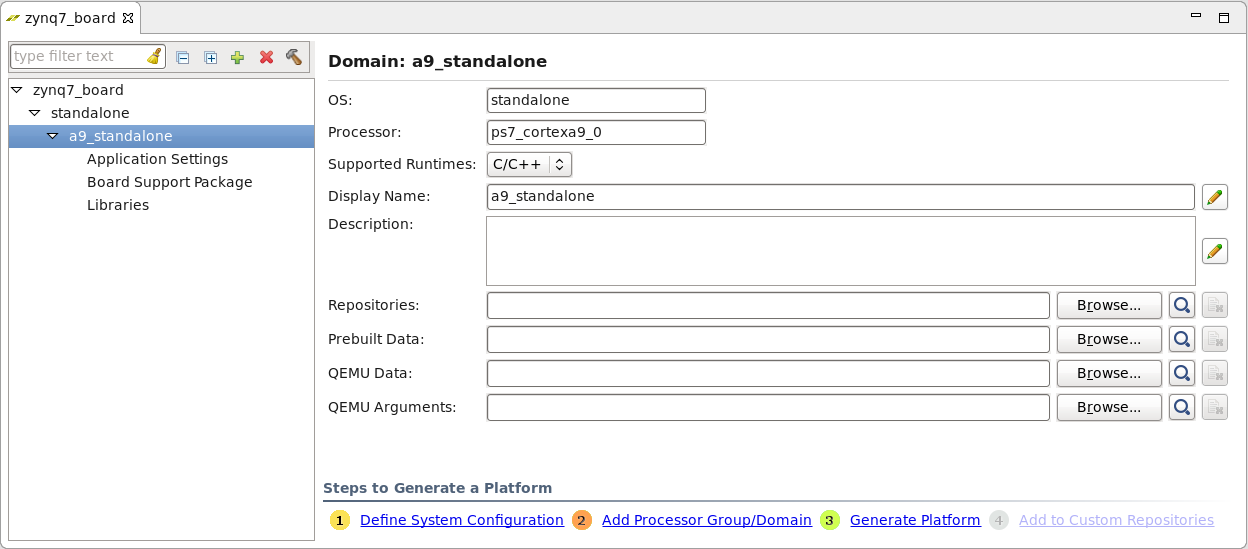 zynq7_board
type filter text
zynq7_board
standalone
a9_standalone
Application Settings
Board Support Package
Libraries
Domain: a9_standalone
OS: standalone
Processor: ps7_cortexa9_0
Supported Runtimes: C/C++
Display Name: a9_standalone
Description:
Repositories: Browse...
Prebuilt Data: Browse...
QEMU Data: Browse...
QEMU Arguments: Browse...
Steps to Generate a Platform
1 Define System Configuration 2 Add Processor Group/Domain 3 Generate Platform 4 Add to Custom Repositories